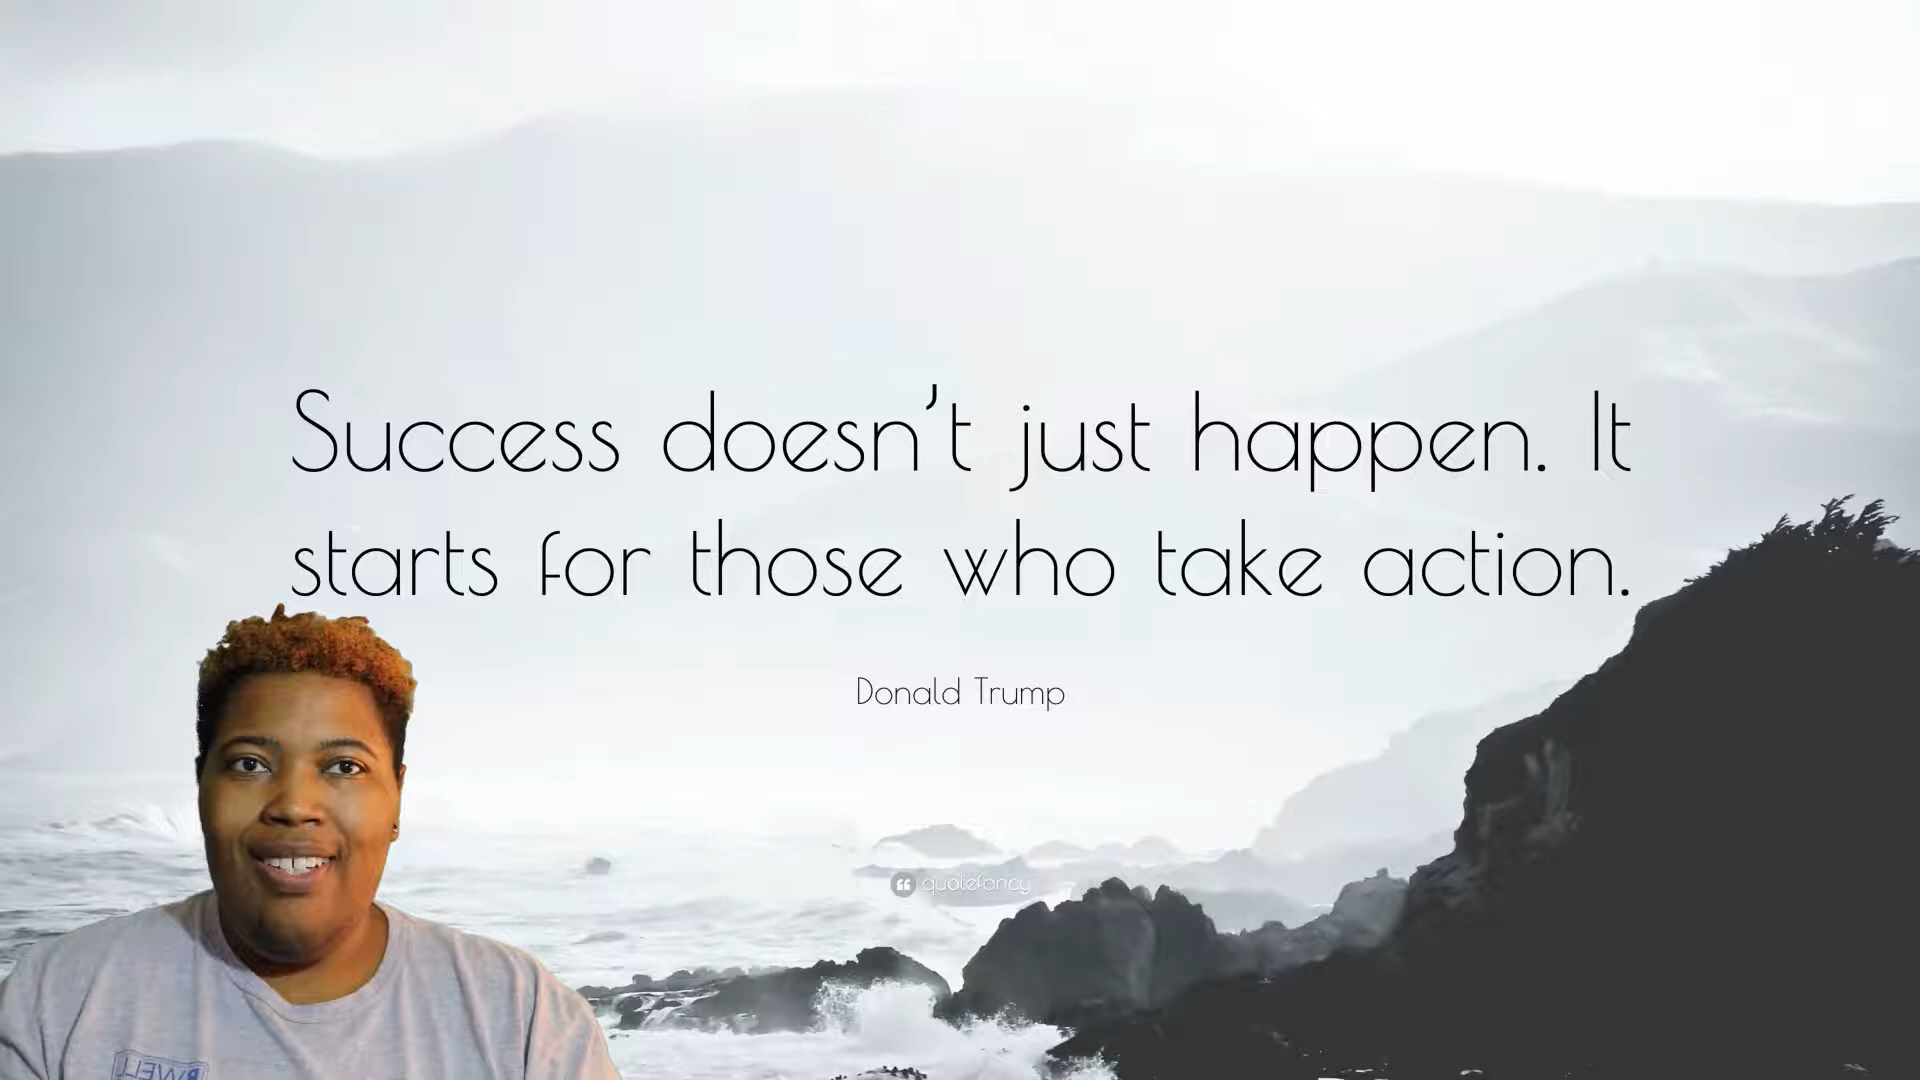 Success doesn’t just happen. It
starts for those who take action.
Donald Trump
quotefancy